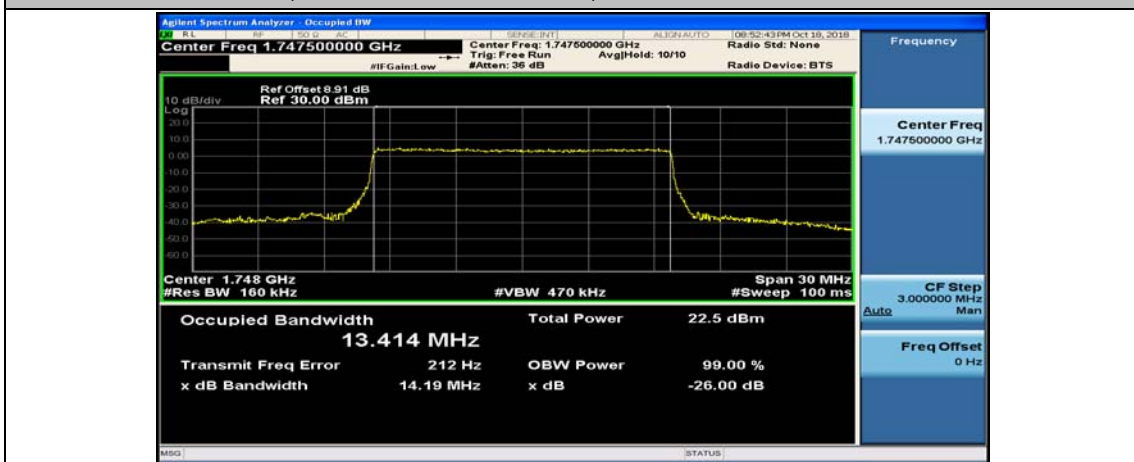 Agilent Spectrum Analyzer - Occupied BW
RL RF 50 Ω AC SENSE:INT ALIGN AUTO 08:52:43 PM Oct 18, 2018
Center Freq 1.747500000 GHz
Center Freq: 1.747500000 GHz
Radio Std: None
Trig: Free Run Avg|Hold: 10/10
#IFGain:Low #Atten: 36 dB Radio Device: BTS
Frequency
Ref Offset 8.91 dB
10 dB/div Ref 30.00 dBm
Log
20.0
10.0
0.00
-10.0
-20.0
-30.0
-40.0
-50.0
-60.0
Center Freq
1.747500000 GHz
Center 1.748 GHz Span 30 MHz
#Res BW 160 kHz #VBW 470 kHz #Sweep 100 ms
CF Step
3.000000 MHz
Auto Man
Freq Offset
0 Hz
Occupied Bandwidth Total Power 22.5 dBm
13.414 MHz
Transmit Freq Error 212 Hz OBW Power 99.00 %
x dB Bandwidth 14.19 MHz x dB -26.00 dB
MSG STATUS